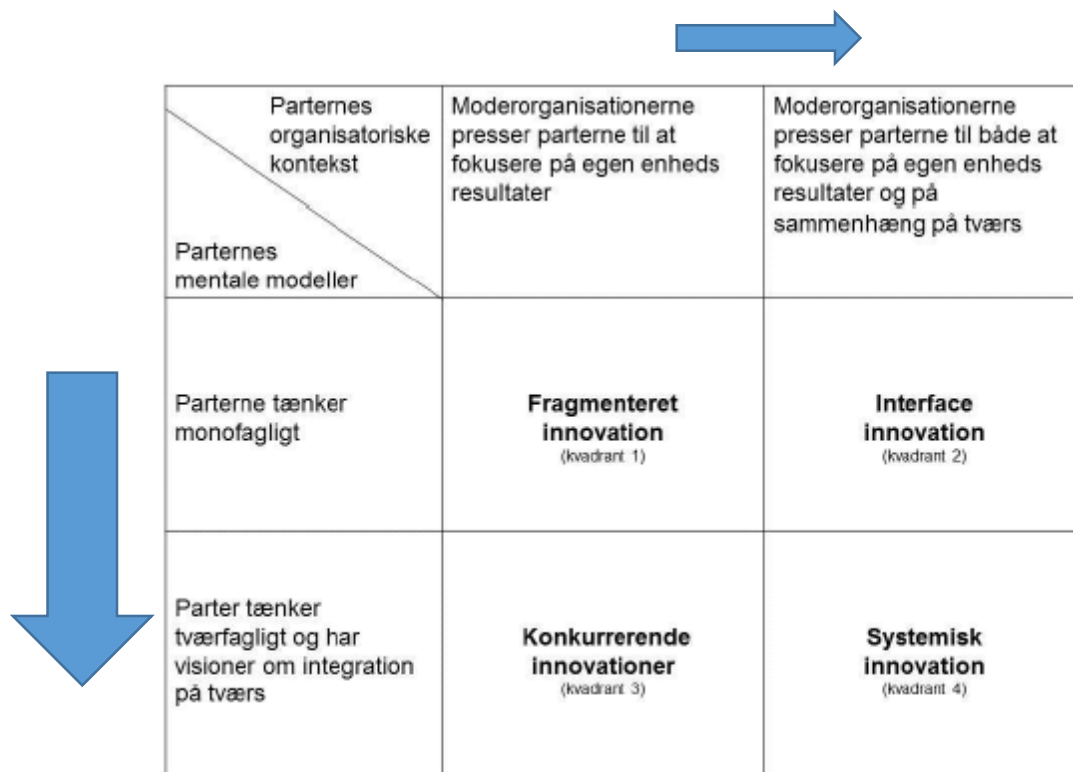 Parternes
organisatoriske
kontekst
Parternes
mentale modeller
Moderorganisationerne
presser parterne til at
fokusere på egen enheds
resultater
Moderorganisationerne
presser parterne til både at
fokusere på egen enheds
resultater og på
sammenhæng på tværs
Parterne tænker
monofagligt
Fragmenteret
innovation
(kvadrant 1)
Interface
innovation
(kvadrant 2)
Parter tænker
tværfagligt og har
visioner om integration
på tværs
Konkurrerende
innovationer
(kvadrant 3)
Systemisk
innovation
(kvadrant 4)